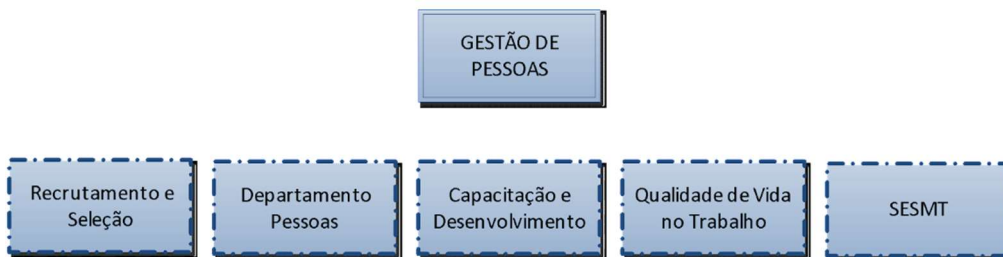 GESTÃO DE
PESSOAS
Recrutamento e
Seleção
Departamento
Pessoas
Capacitação e
Desenvolvimento
Qualidade de Vida
no Trabalho
SESMT